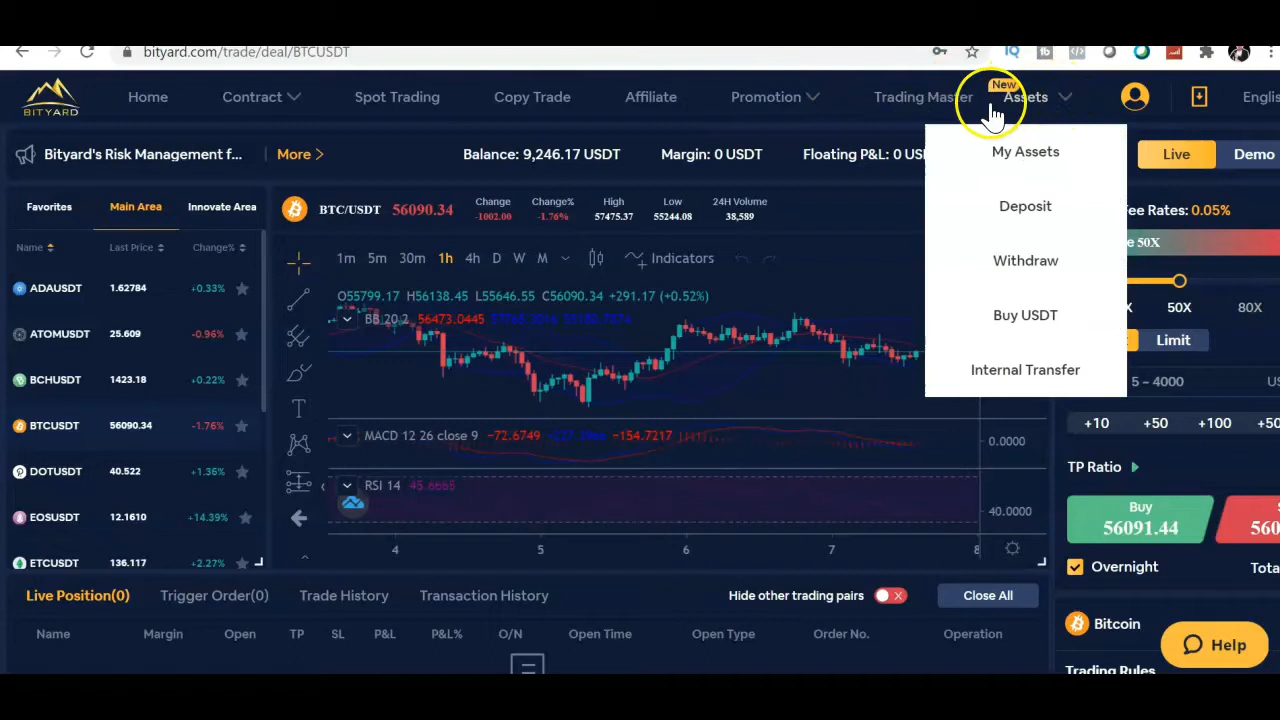 bityard.com/trade/deal/BTCUSDT
BITYARD
Home
Contract
Spot Trading
Copy Trade
Affiliate
Promotion
Trading Master
New
Assets
Englis
Bityard's Risk Management f...
More >
Balance: 9,246.17 USDT
Margin: 0 USDT
Floating P&L: 0 US
Live
Demo
My Assets
Deposit
Withdraw
Buy USDT
Internal Transfer
Favorites
Main Area
Innovate Area
Name
Last Price
Change%
ADAUSDT 1.62784 +0.33%
ATOMUSDT 25.609 -0.96%
BCHUSDT 1423.18 +0.22%
BTCUSDT 56090.34 -1.76%
DOTUSDT 40.522 +1.35%
EOSUSDT 12.1610 +14.39%
ETCUSDT 136.117 +2.27%
BTC/USDT 56090.34
Change
-1002.00
Change%
-1.76%
High
57475.37
Low
55244.08
24H Volume
38,589
1m 5m 30m 1h 4h D W M
Indicators
O55799.17 H56138.45 L55646.55 C56090.34 +291.17 (+0.52%)
BB 20 2 56473.0445
MACD 12 26 close 9 −72.6749 −154.7217
0.0000
RSI 14 45.6665
40.0000
4 5 6 7 8
ee Rates: 0.05%
e 50X
X 50X 80X
Limit
5 - 4000 US
+10 +50 +100 +50
TP Ratio
Buy
56091.44
S
560
Overnight
Tota
Bitcoin
Trading Rules
Help
Live Position(0)
Trigger Order(0)
Trade History
Transaction History
Hide other trading pairs
X
Close All
Name Margin Open TP SL P&L P&L% O/N Open Time Open Type Order No. Operation